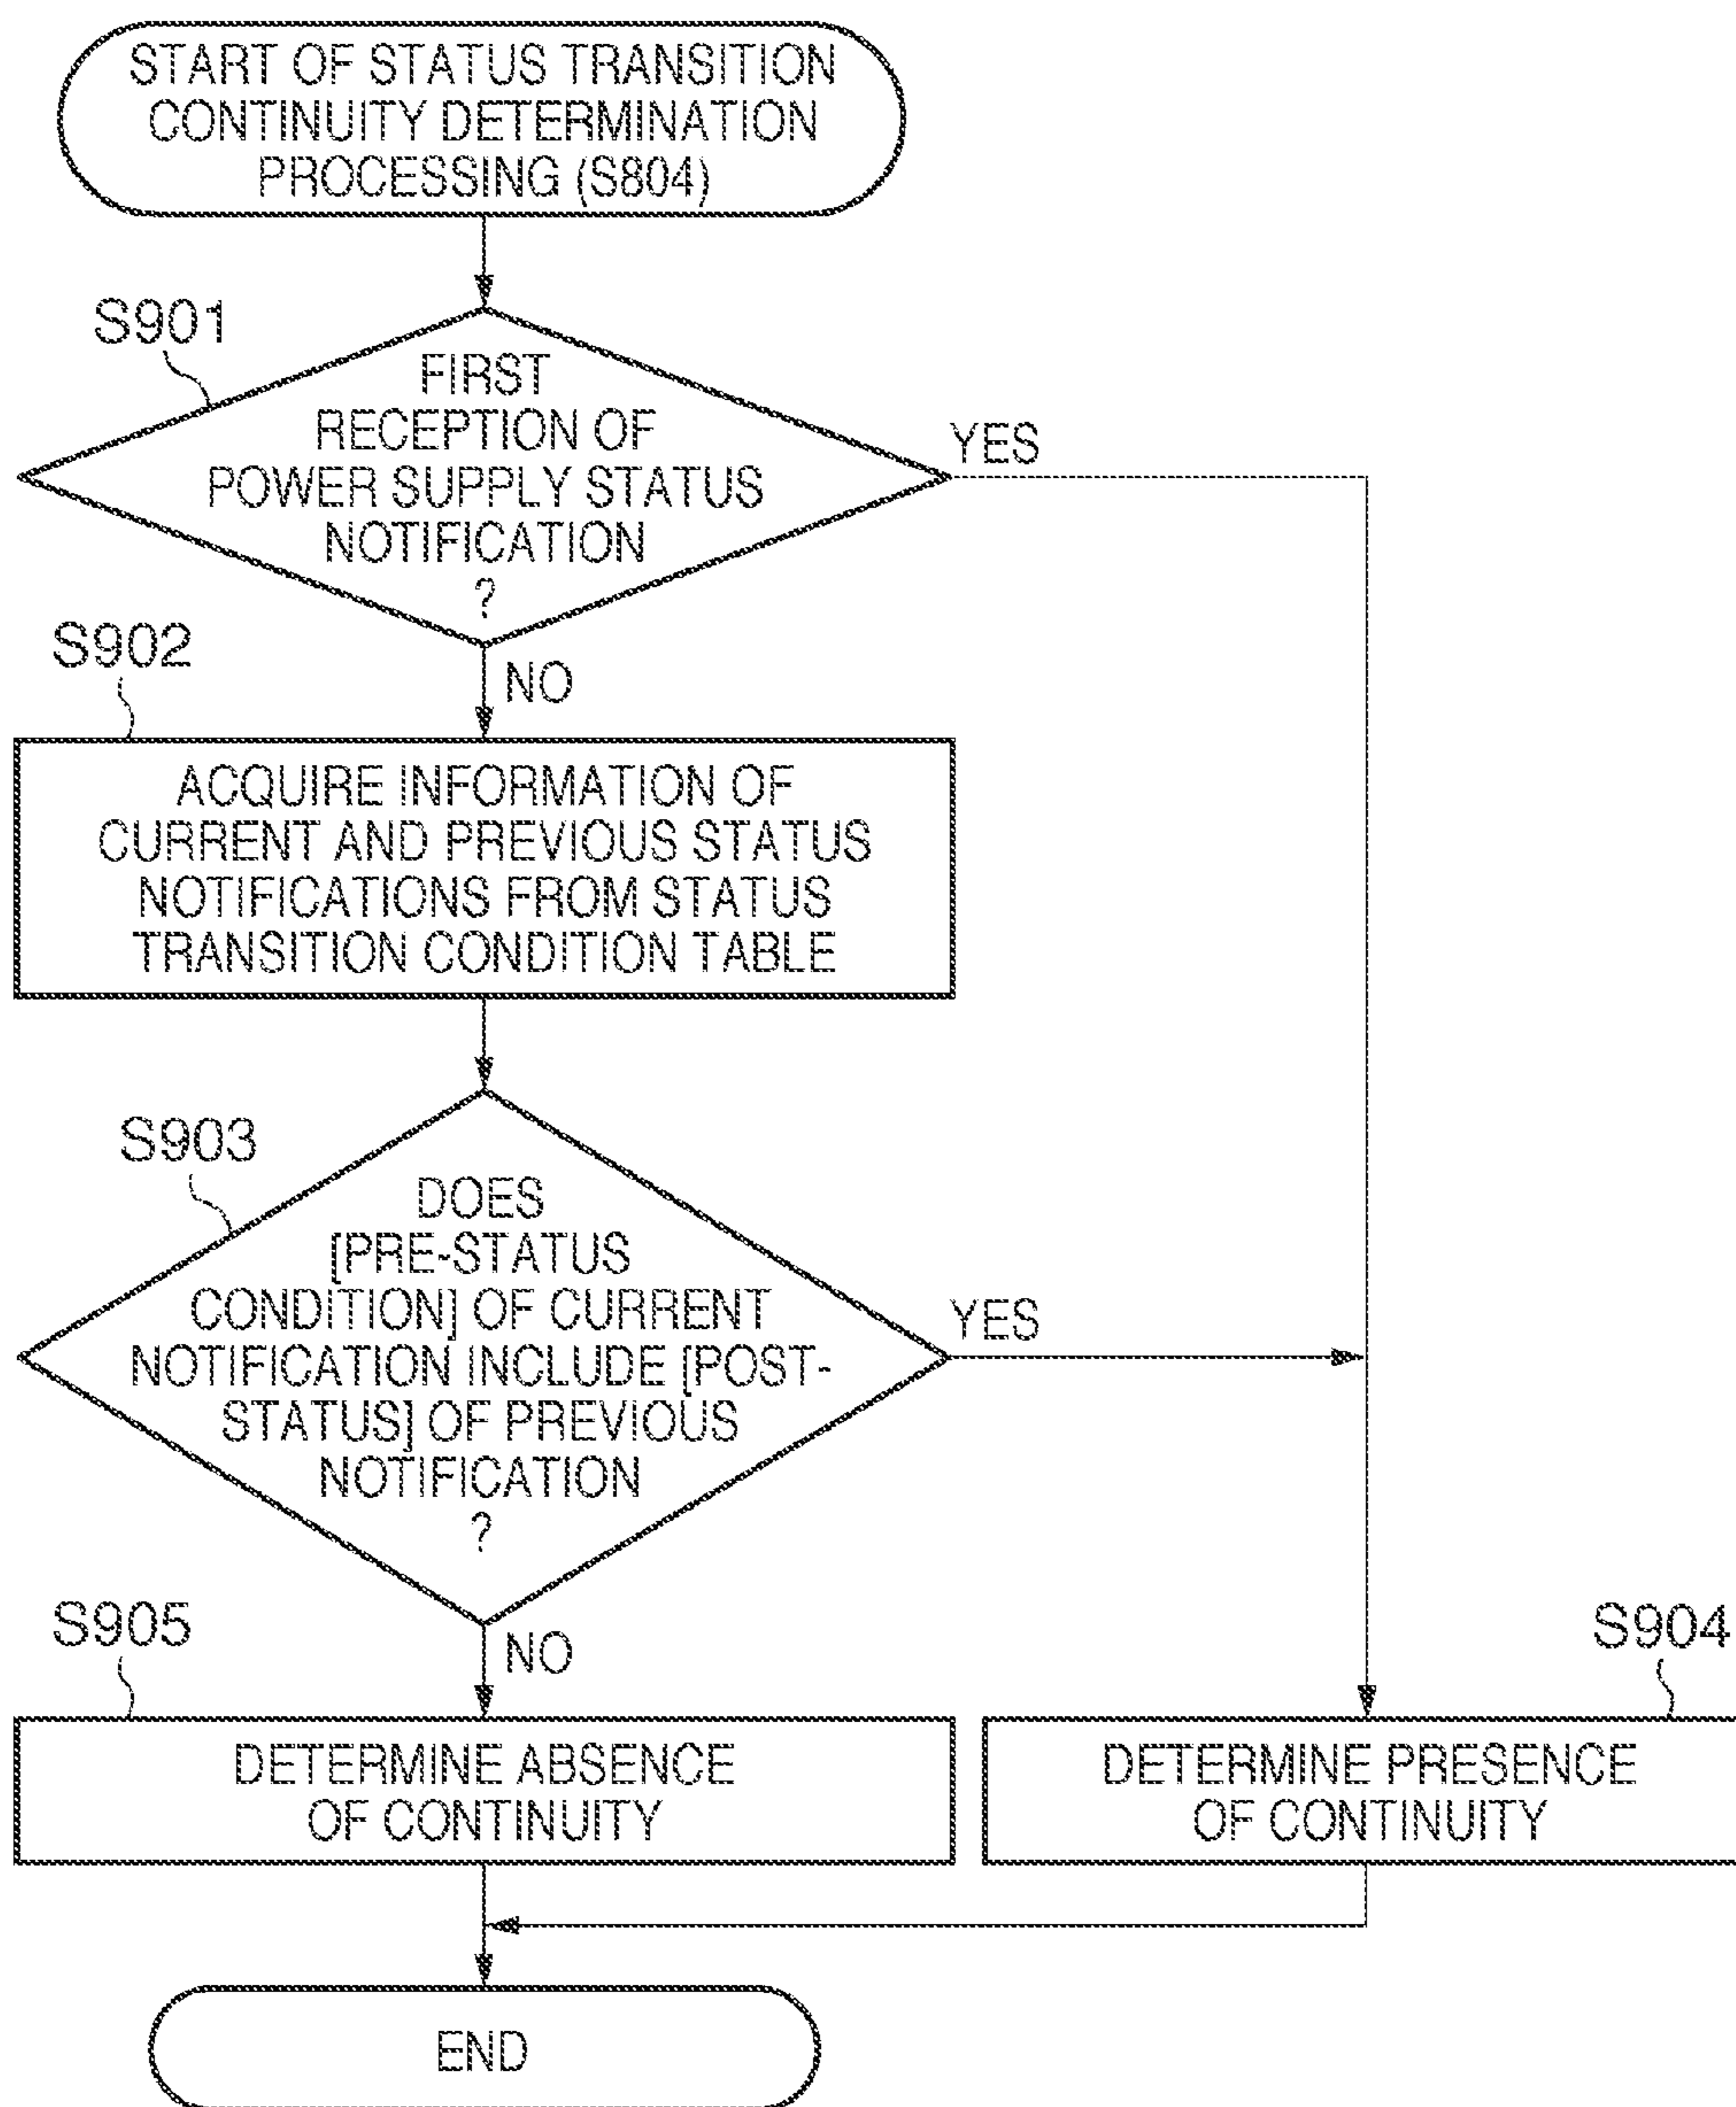 START OF STATUS TRANSITION
CONTINUITY DETERMINATION
PROCESSING (S804)
S901
FIRST
RECEPTION OF
POWER SUPPLY STATUS
NOTIFICATION
?
YES
S902
NO
ACQUIRE INFORMATION OF
CURRENT AND PREVIOUS STATUS
NOTIFICATIONS FROM STATUS
TRANSITION CONDITION TABLE
S903
DOES
[PRE-STATUS
CONDITION] OF CURRENT
NOTIFICATION INCLUDE [POST-
STATUS] OF PREVIOUS
NOTIFICATION
?
YES
S905
NO
S904
DETERMINE ABSENCE
OF CONTINUITY
DETERMINE PRESENCE
OF CONTINUITY
END